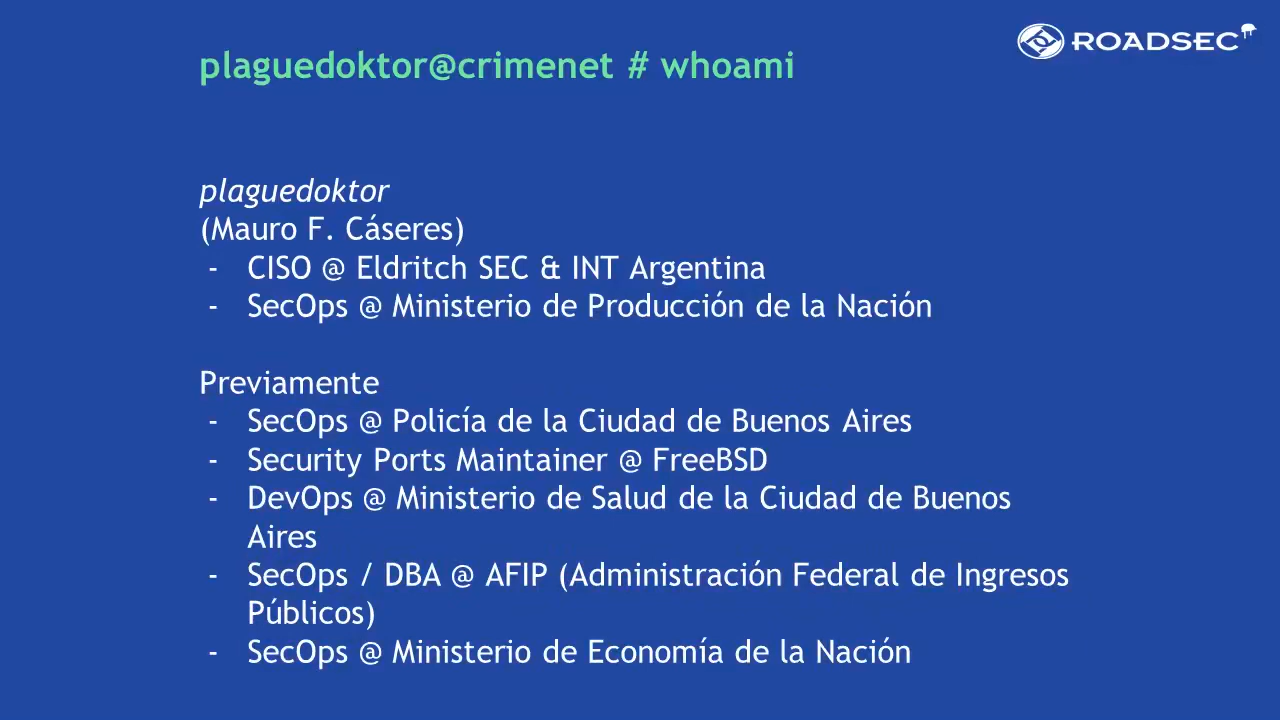 ROADSEC
plaguedoktor@crimenet # whoami
plaguedoktor
(Mauro F. Cáseres)
- CISO @ Eldritch SEC & INT Argentina
- SecOps @ Ministerio de Producción de la Nación
Previamente
- SecOps @ Policía de la Ciudad de Buenos Aires
- Security Ports Maintainer @ FreeBSD
- DevOps @ Ministerio de Salud de la Ciudad de Buenos
Aires
- SecOps / DBA @ AFIP (Administración Federal de Ingresos
Públicos)
- SecOps @ Ministerio de Economía de la Nación